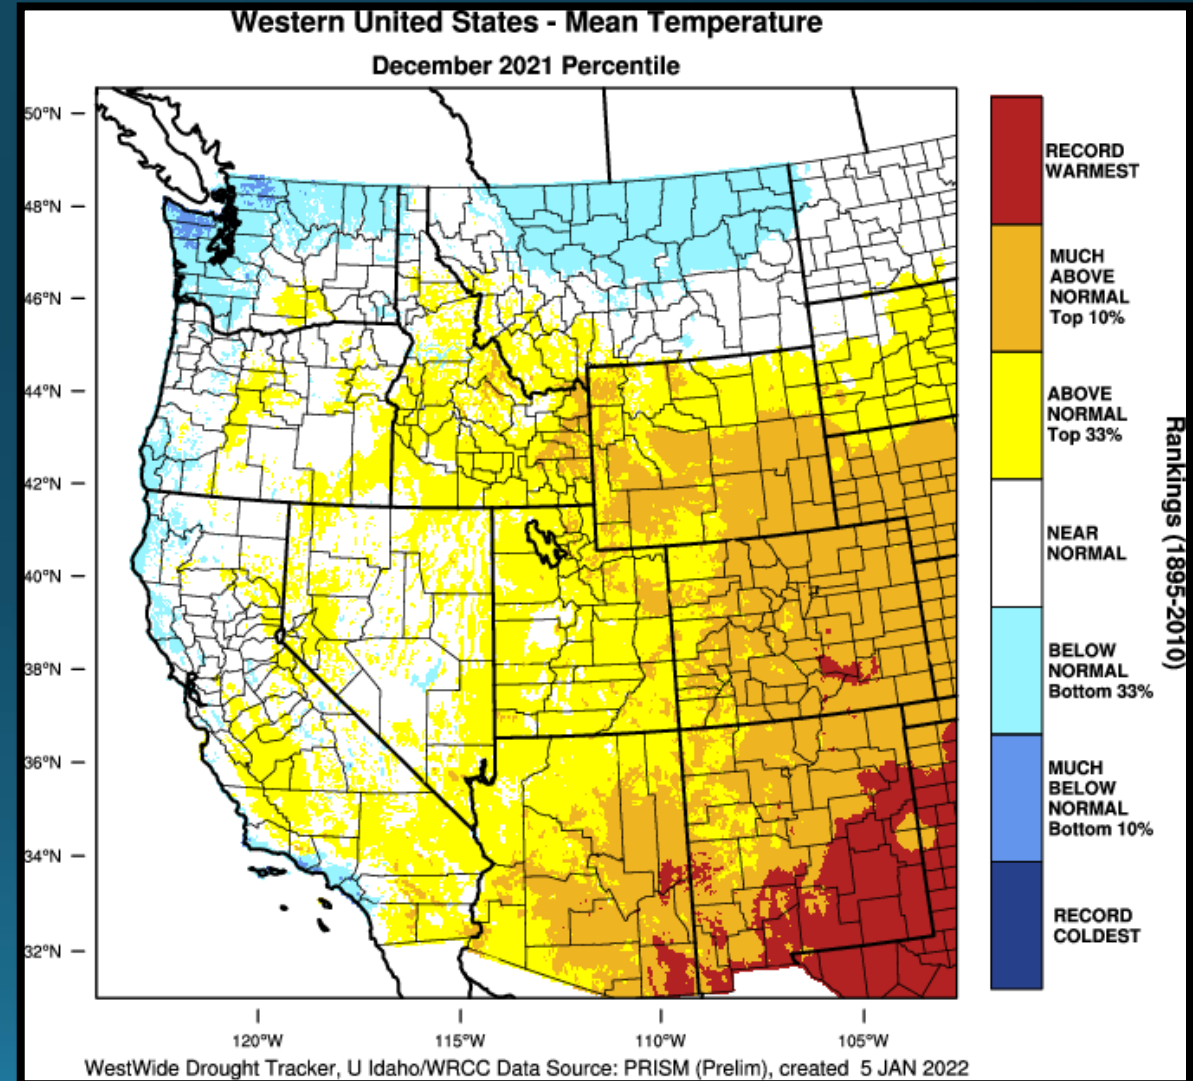 Western United States - Mean Temperature
December 2021 Percentile
50°N
48°N
46°N
44°N
42°N
40°N
38°N
36°N
34°N
32°N
120°W
115°W
110°W
105°W
RECORD
WARMEST
MUCH
ABOVE
NORMAL
Top 10%
ABOVE
NORMAL
Top 33%
NEAR
NORMAL
BELOW
NORMAL
Bottom 33%
MUCH
BELOW
NORMAL
Bottom 10%
RECORD
COLDEST
Rankings (1895-2010)
WestWide Drought Tracker, U Idaho/WRCC Data Source: PRISM (Prelim), created 5 JAN 2022